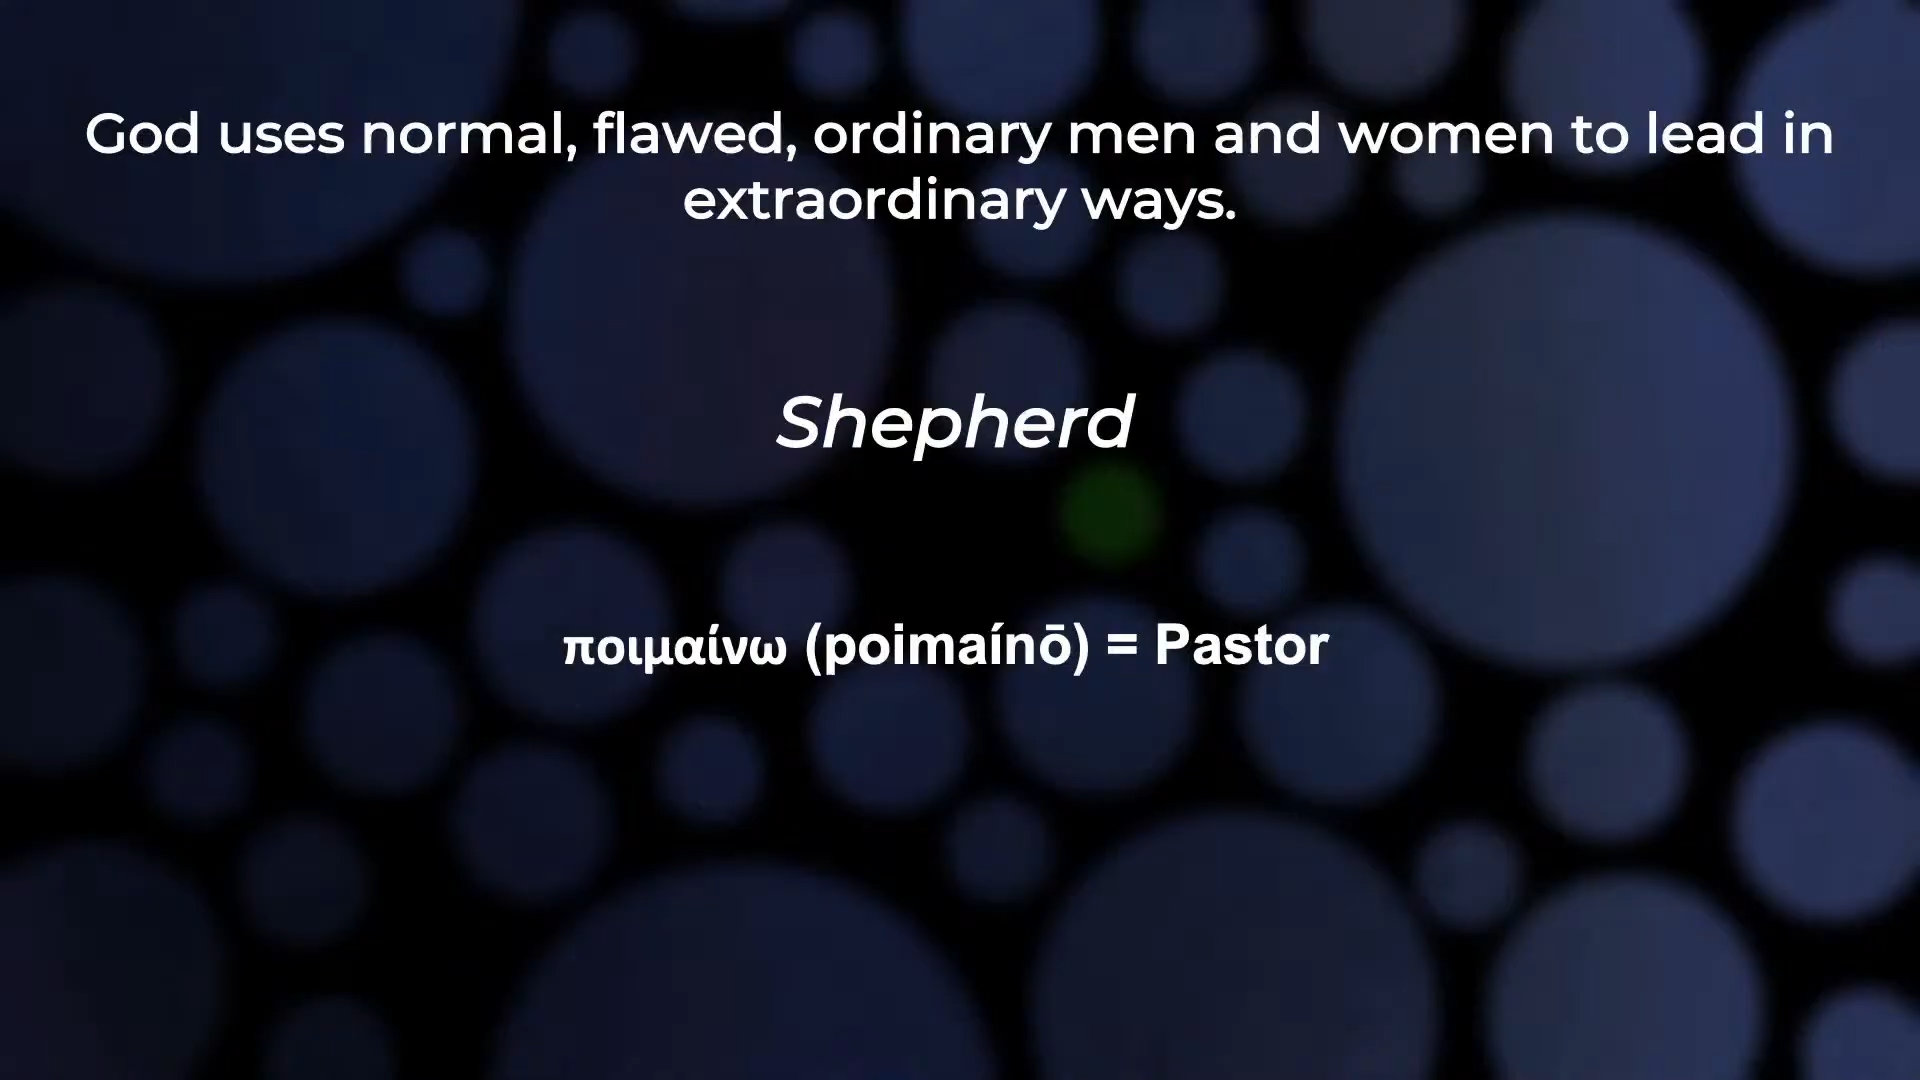 God uses normal, flawed, ordinary men and women to lead in
extraordinary ways.
Shepherd
ποιμαίνω (poimaínō) = Pastor